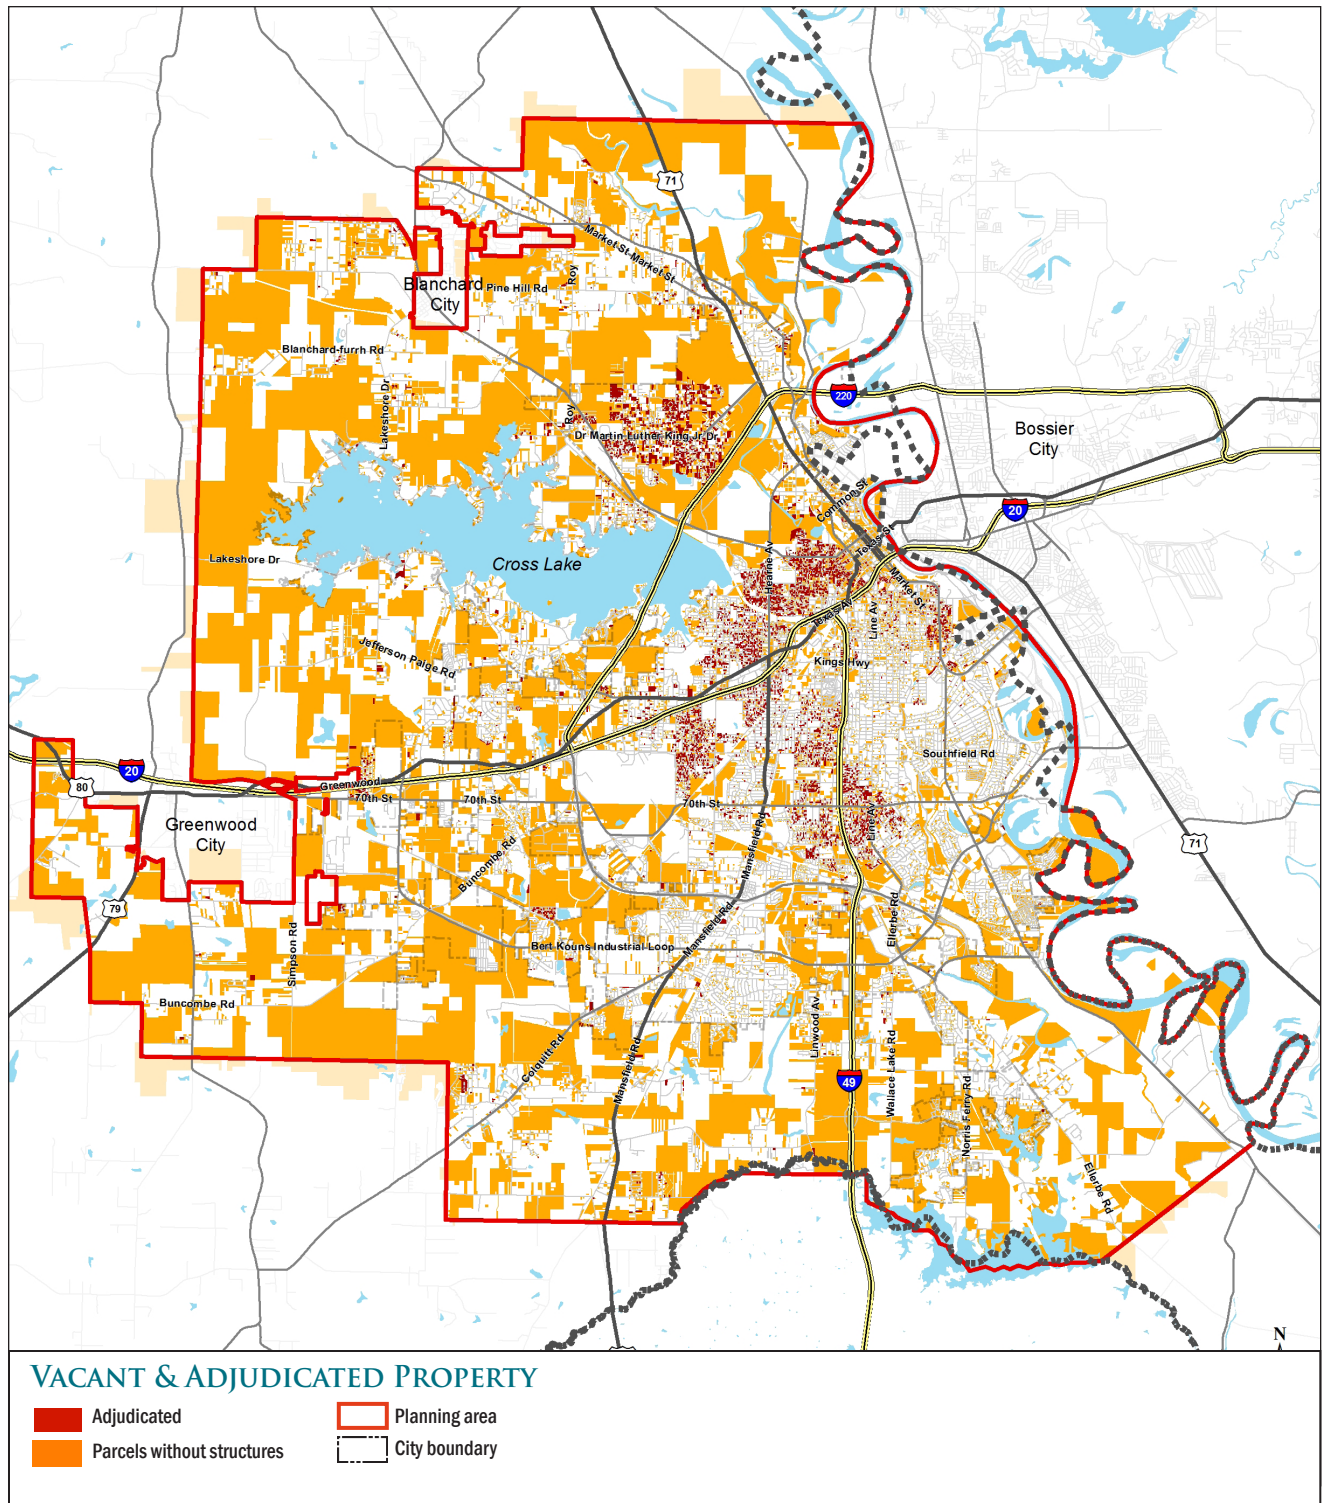 71
Market St
Market St
Roy
Blanchard
City
Pine Hill Rd
Blanchard-furrh Rd
Lakeshore Dr
220
Roy
Dr Martin Luther King Jr Dr
Bossier
City
Common St
20
Texas St
Lakeshore Dr
Cross Lake
Hearne Av
Market St
Texas Av
Line Av
Jefferson Paige Rd
Kings Hwy
Southfield Rd
20
80
Greenwood
70th St
70th St
70th St
Greenwood
City
Line Av
Mansfield Rd
71
Buncombe Rd
79
Ellerbe Rd
Mansfield Rd
Simpson Rd
Bert Kouns Industrial Loop
Buncombe Rd
Linwood Av
Colquitt Rd
Mansfield Rd
Wallace Lake Rd
49
Norris Ferry Rd
Ellerbe Rd
N
VACANT & ADJUDICATED PROPERTY
Adjudicated
Planning area
Parcels without structures
City boundary